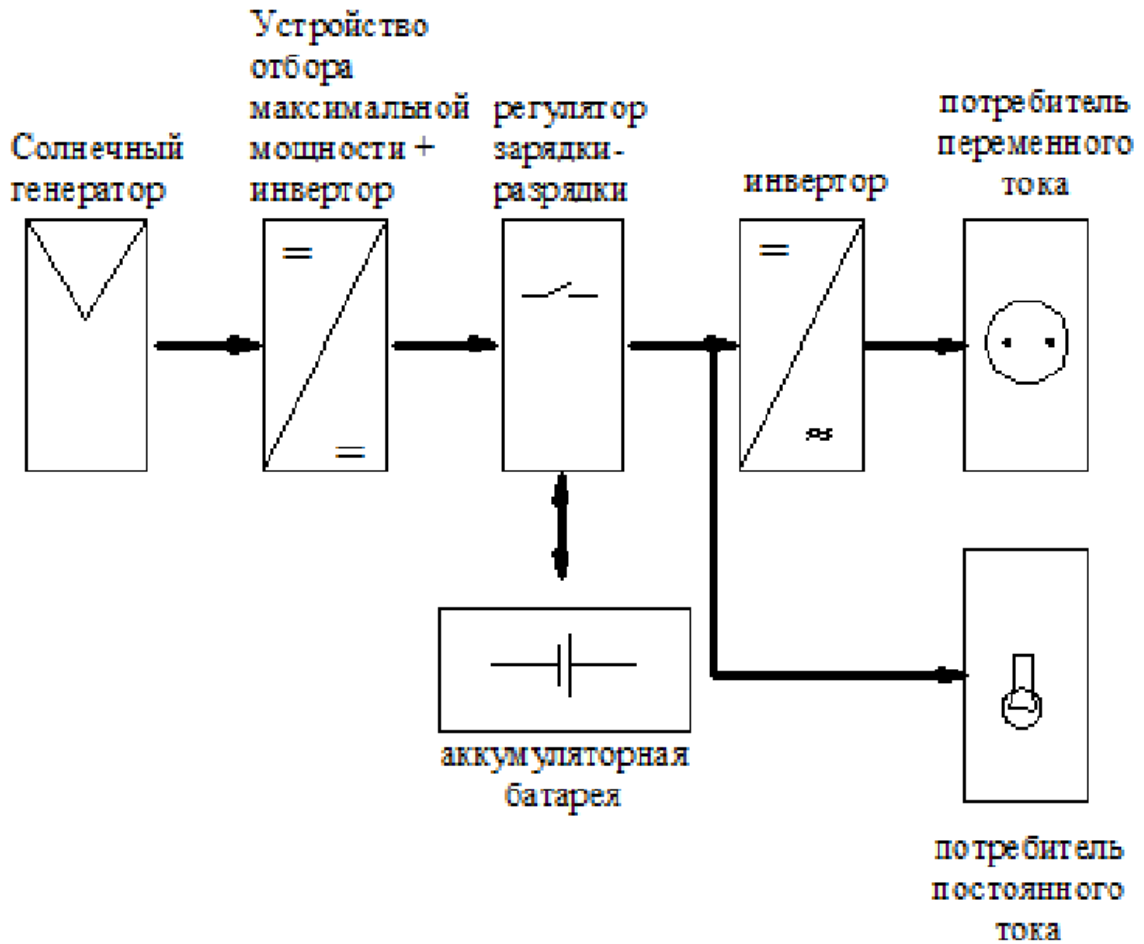 Солнечный
генератор
Устройство
отбора
максимальной
мощности +
инвертор
регулятор
зарядки-
разрядки
инвертор
потребитель
переменного
тока
аккумуляторная
батарея
потребитель
постоянного
тока